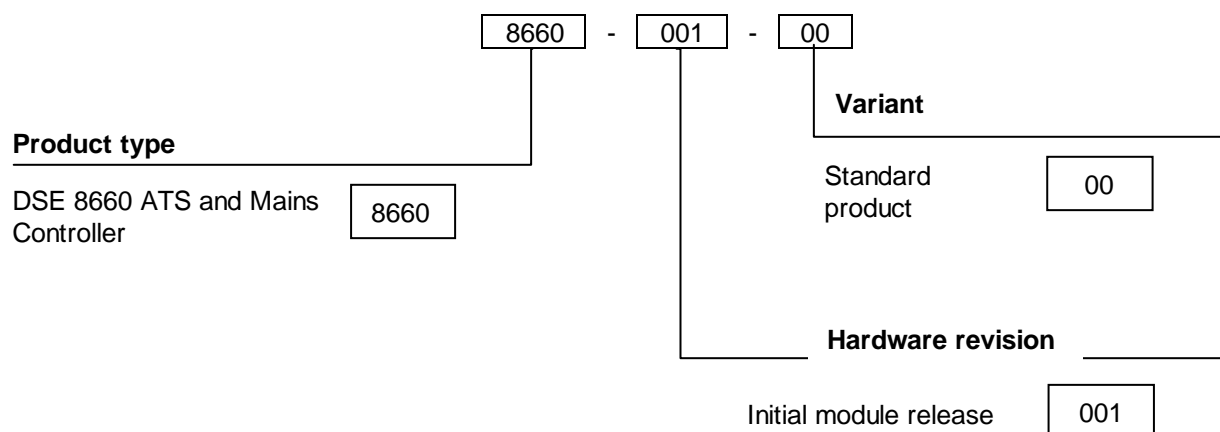 8660 - 001 - 00
Variant
Product type
DSE 8660 ATS and Mains
Controller
8660
Standard
product
00
Hardware revision
Initial module release
001